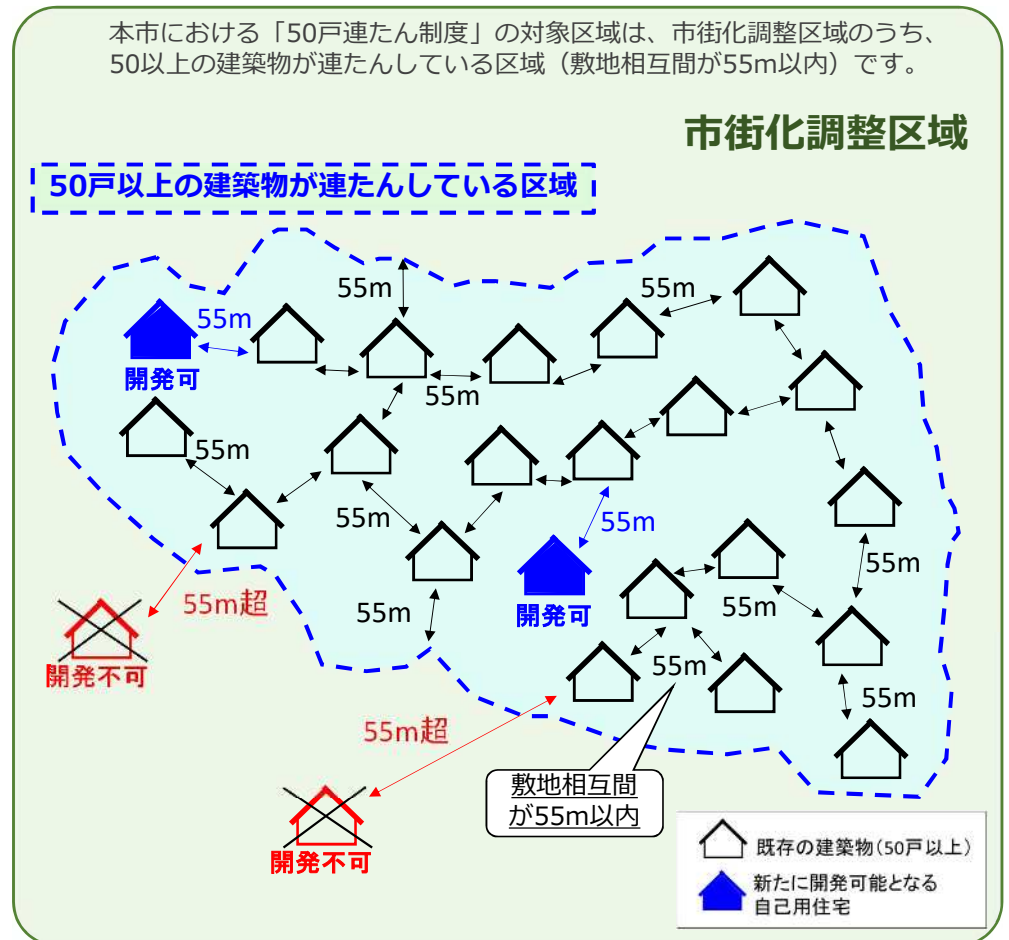 本市における「50戸連たん制度」の対象区域は、市街化調整区域のうち、
50以上の建築物が連たんしている区域（敷地相互間が55m以内）です。
市街化調整区域
50戸以上の建築物が連たんしている区域
55m
55m
55m
開発可
55m
55m
55m
55m
55m
開発可
55m
55m
55m超
55m
開発不可
55m
55m
55m超
敷地相互間
が55m以内
開発不可
既存の建築物(50戸以上)
新たに開発可能となる
自己用住宅